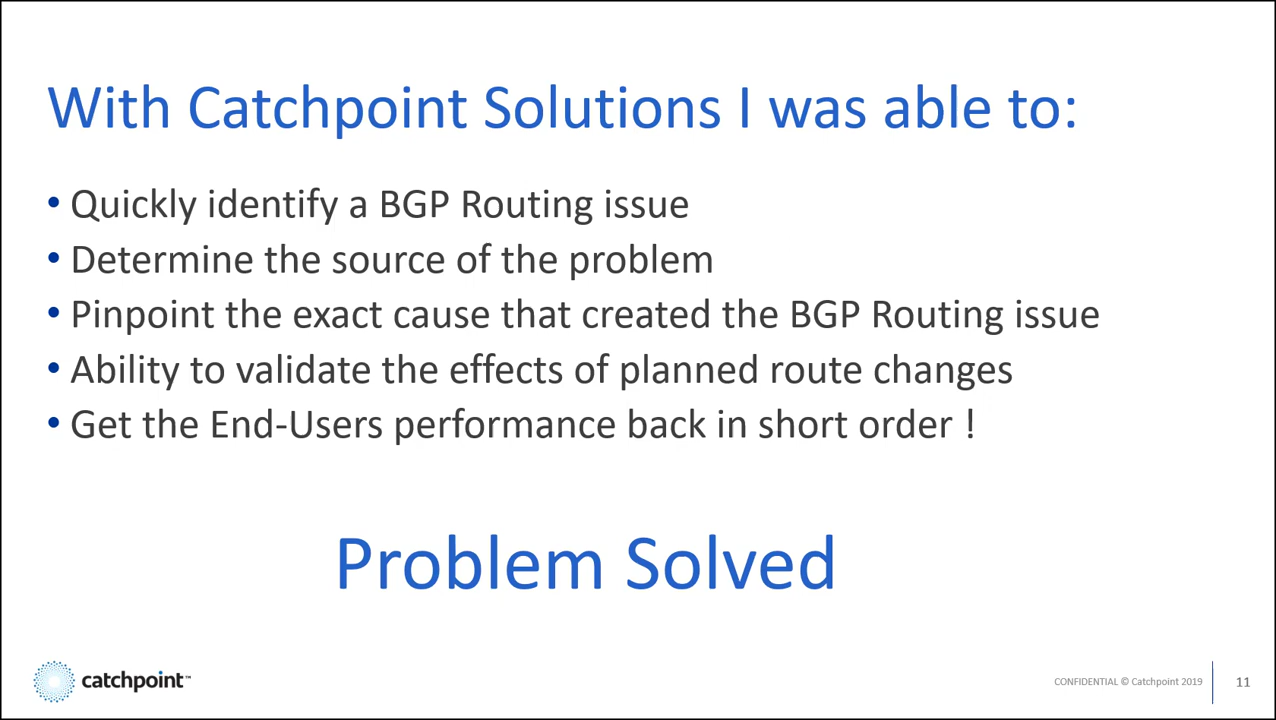 With Catchpoint Solutions I was able to:
• Quickly identify a BGP Routing issue
• Determine the source of the problem
• Pinpoint the exact cause that created the BGP Routing issue
• Ability to validate the effects of planned route changes
• Get the End-Users performance back in short order !
Problem Solved
catchpoint™
CONFIDENTIAL © Catchpoint 2019
11